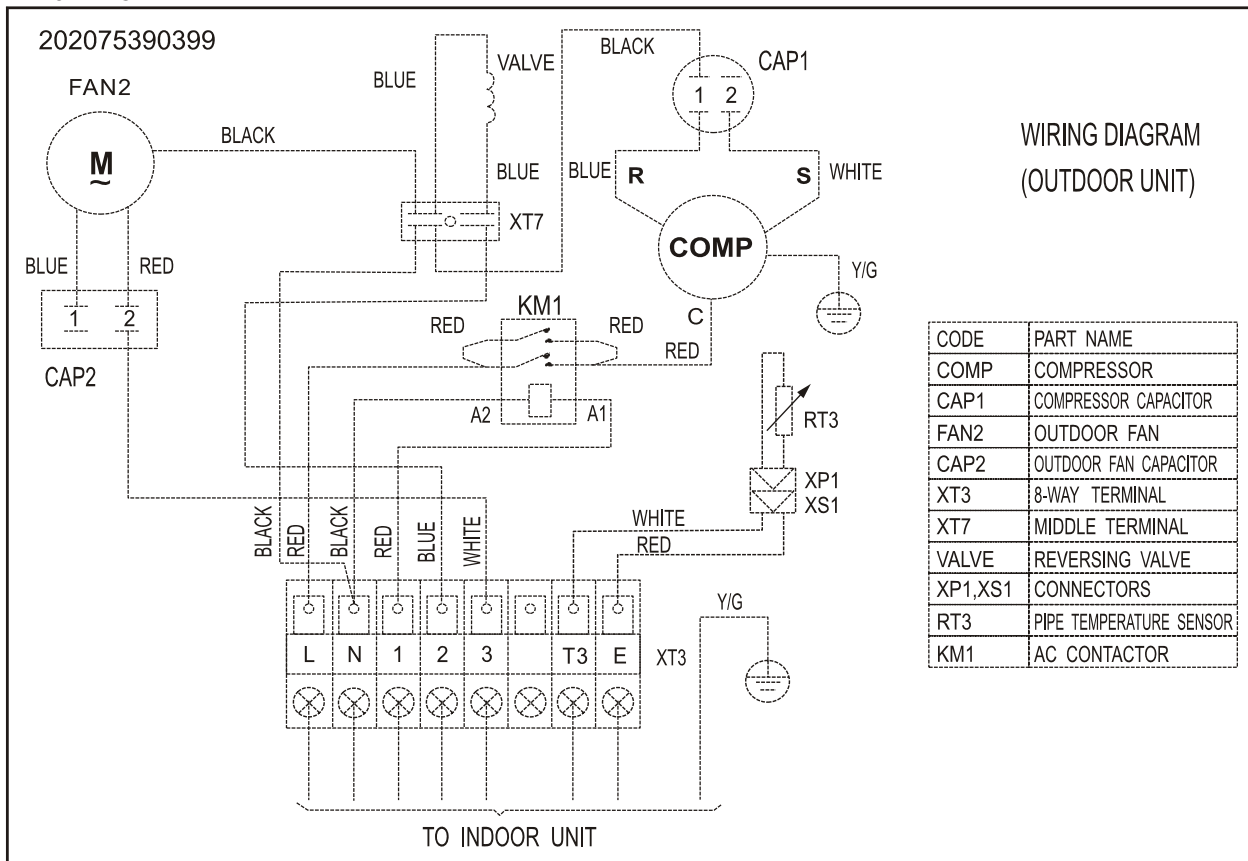 202075390399
FAN2
M
~
BLACK
BLUE
RED
1 2
CAP2
BLUE
VALVE
BLUE
XT7
BLACK
CAP1
1 2
BLUE
R
S
WHITE
COMP
Y/G
C
WIRING DIAGRAM
(OUTDOOR UNIT)
KM1
RED
RED
RED
A2
A1
RT3
XP1
XS1
WHITE
RED
BLACK
RED
BLACK
RED
BLUE
WHITE
Y/G
L N 1 2 3 T3 E XT3
TO INDOOR UNIT
CODE PART NAME
COMP COMPRESSOR
CAP1 COMPRESSOR CAPACITOR
FAN2 OUTDOOR FAN
CAP2 OUTDOOR FAN CAPACITOR
XT3 8-WAY TERMINAL
XT7 MIDDLE TERMINAL
VALVE REVERSING VALVE
XP1,XS1 CONNECTORS
RT3 PIPE TEMPERATURE SENSOR
KM1 AC CONTACTOR